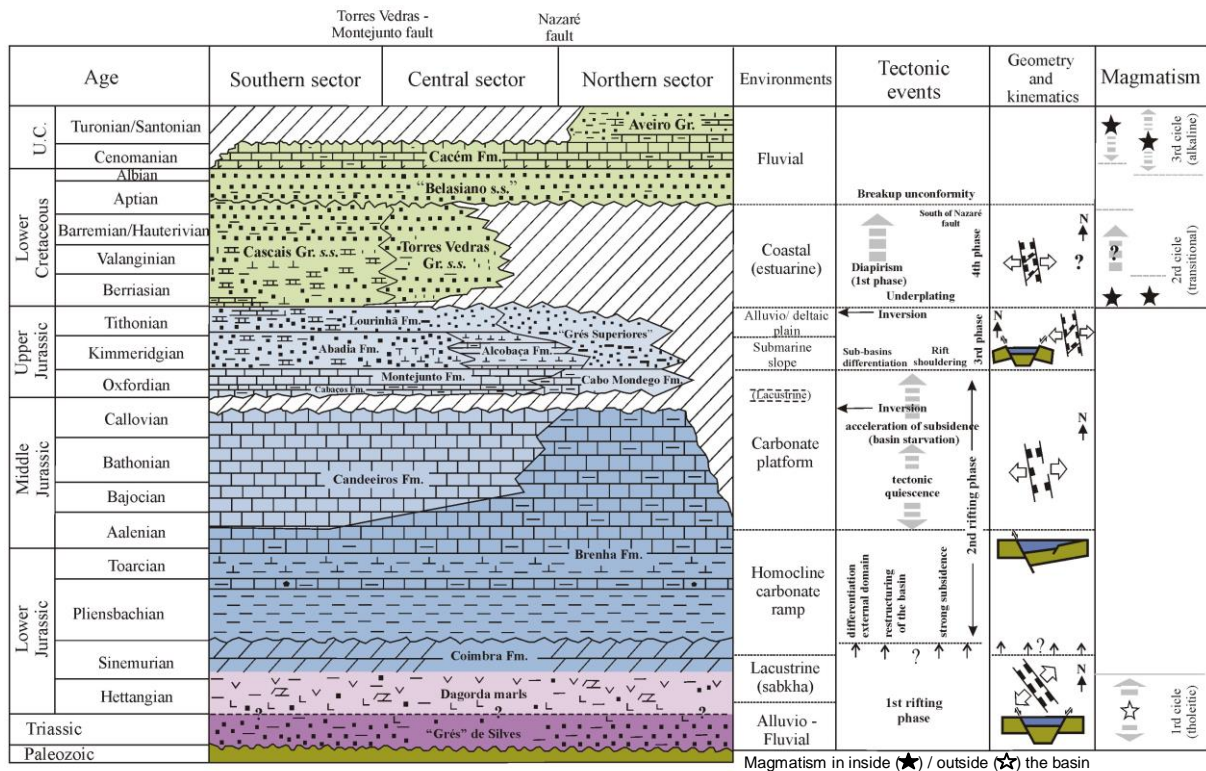 Torres Vedras -
Montejunto fault
Nazaré
fault
Age
Southern sector
Central sector
Northern sector
Environments
Tectonic
events
Geometry
and
kinematics
Magmatism
U.C.
Turonian/Santonian
Cenomanian
Lower
Cretaceous
Albian
Aptian
Barremian/Hauterivian
Valanginian
Berriasian
Upper
Jurassic
Tithonian
Kimmeridgian
Oxfordian
Middle
Jurassic
Callovian
Bathonian
Bajocian
Aalenian
Lower
Jurassic
Toarcian
Pliensbachian
Sinemurian
Hettangian
Triassic
Paleozoic
Aveiro Gr.
Cacém Fm.
"Belasiano s.s."
Cascais Gr. s.s.
Torres Vedras
Gr. s.s.
Lourinhã Fm.
"Grés Superiores"
Abadia Fm.
Alcobaça Fm.
Montejunto Fm.
Cabaços Fm.
Cabo Mondego Fm.
Candeeiros Fm.
Brenha Fm.
Coimbra Fm.
Dagorda marls
? ? ?
"Grés" de Silves
Fluvial
Coastal
(estuarine)
Alluvio/ deltaic
plain
Submarine
slope
(Lacustrine)
Carbonate
platform
Homocline
carbonate
ramp
Lacustrine
(sabkha)
Alluvio -
Fluvial
Breakup unconformity
South of Nazaré
fault
4th phase
Diapirism
(1st phase)
Underplating
Inversion
3rd phase
Sub-basins
differentiation
Rift
shouldering
Inversion
acceleration of subsidence
(basin starvation)
tectonic
quiescence
2nd rifting phase
differentiation
external domain
restructuring
of the basin
strong subsidence
?
1st rifting
phase
N
?
N
N
?
N
3rd cicle
(alkaline)
?
2rd cicle
(transitional)
1rd cicle
(tholeitic)
Magmatism in inside (★) / outside (☆) the basin